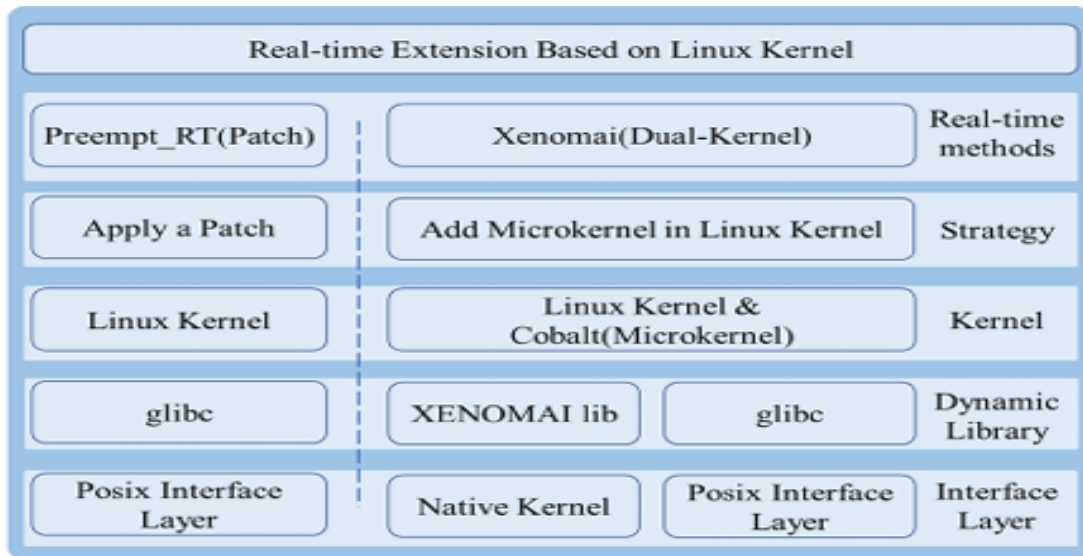 Real-time Extension Based on Linux Kernel
Preempt_RT(Patch)
Xenomai(Dual-Kernel)
Real-time
methods
Apply a Patch
Add Microkernel in Linux Kernel
Strategy
Linux Kernel
Linux Kernel &
Cobalt(Microkernel)
Kernel
glibc
XENOMAI lib
glibc
Dynamic
Library
Posix Interface
Layer
Native Kernel
Posix Interface
Layer
Interface
Layer